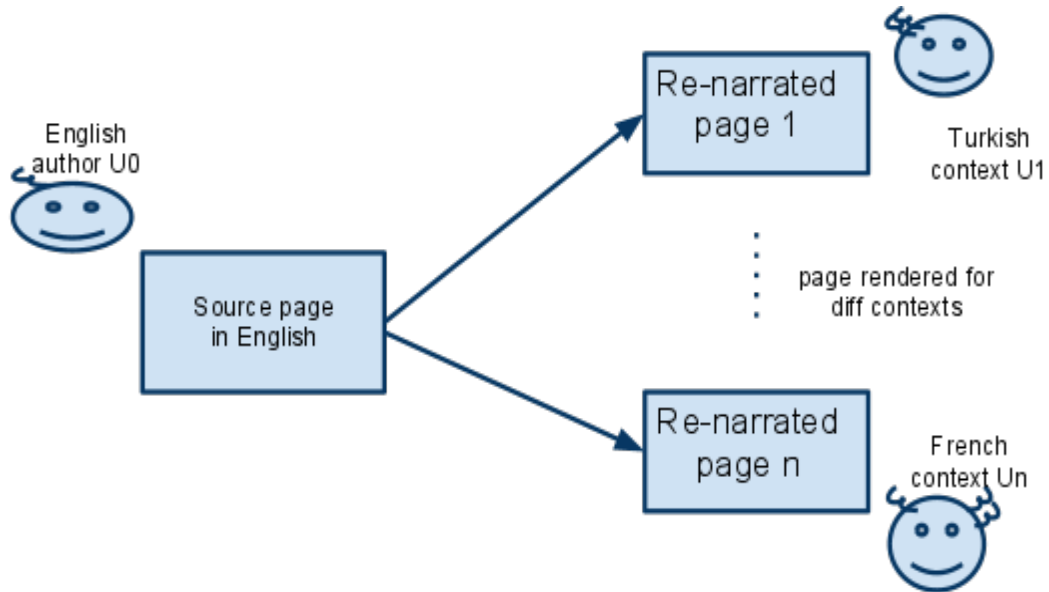 English
author U0
Source page
in English
Re-narrated
page 1
Turkish
context U1
page rendered for
diff contexts
Re-narrated
page n
French
context Un